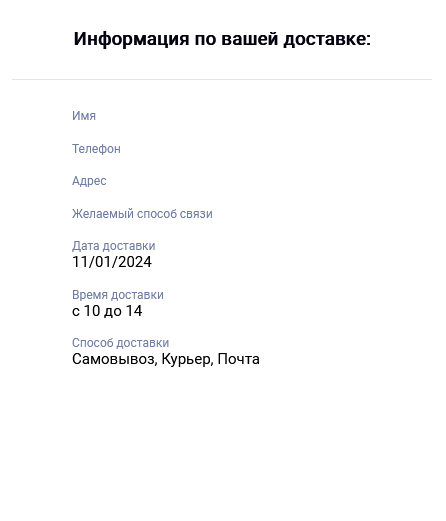 Информация по вашей доставке:
Имя
Телефон
Адрес
Желаемый способ связи
Дата доставки
11/01/2024
Время доставки
с 10 до 14
Способ доставки
Самовывоз, Курьер, Почта